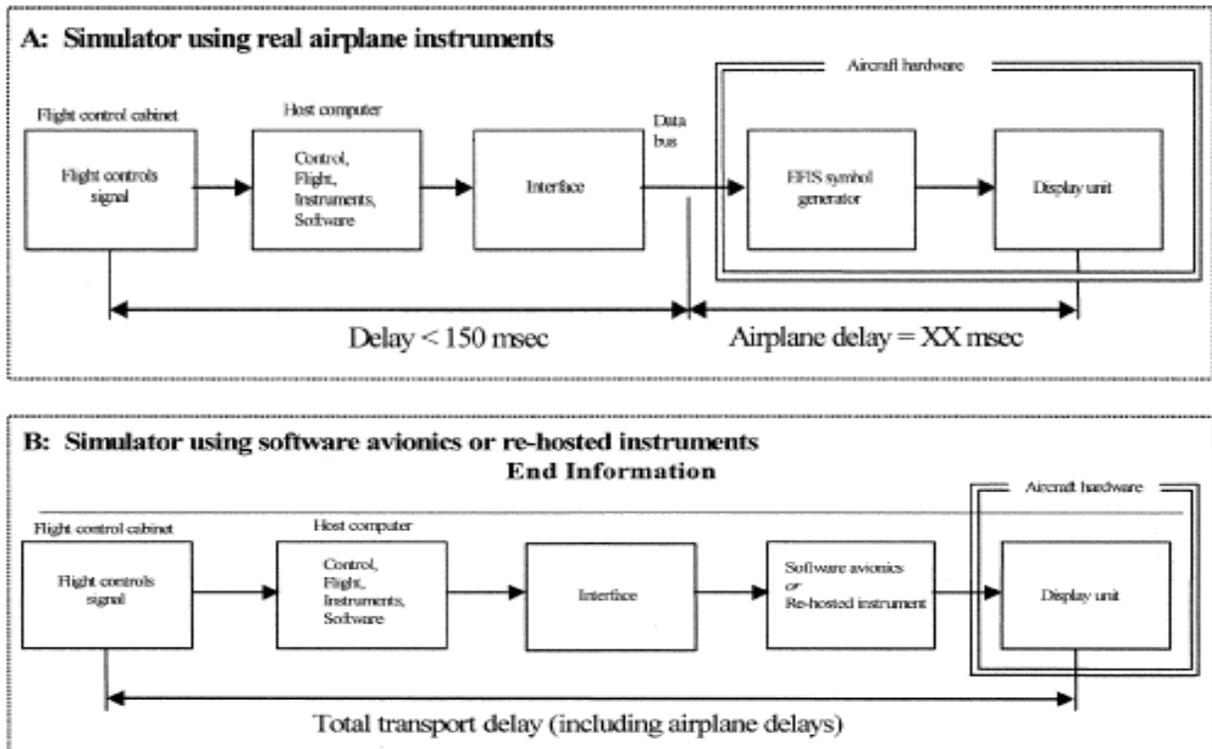 A: Simulator using real airplane instruments
Aircraft hardware
Flight control cabinet
Host computer
Data
bus
Flight controls
signal
Control,
Flight,
Instruments,
Software
Interface
EFIS symbol
generator
Display unit
Delay < 150 msec
Airplane delay = XX msec
B: Simulator using software avionics or re-hosted instruments
End Information
Aircraft hardware
Flight control cabinet
Host computer
Flight controls
signal
Control,
Flight,
Instruments,
Software
Interface
Software avionics
or
Re-hosted instrument
Display unit
Total transport delay (including airplane delays)